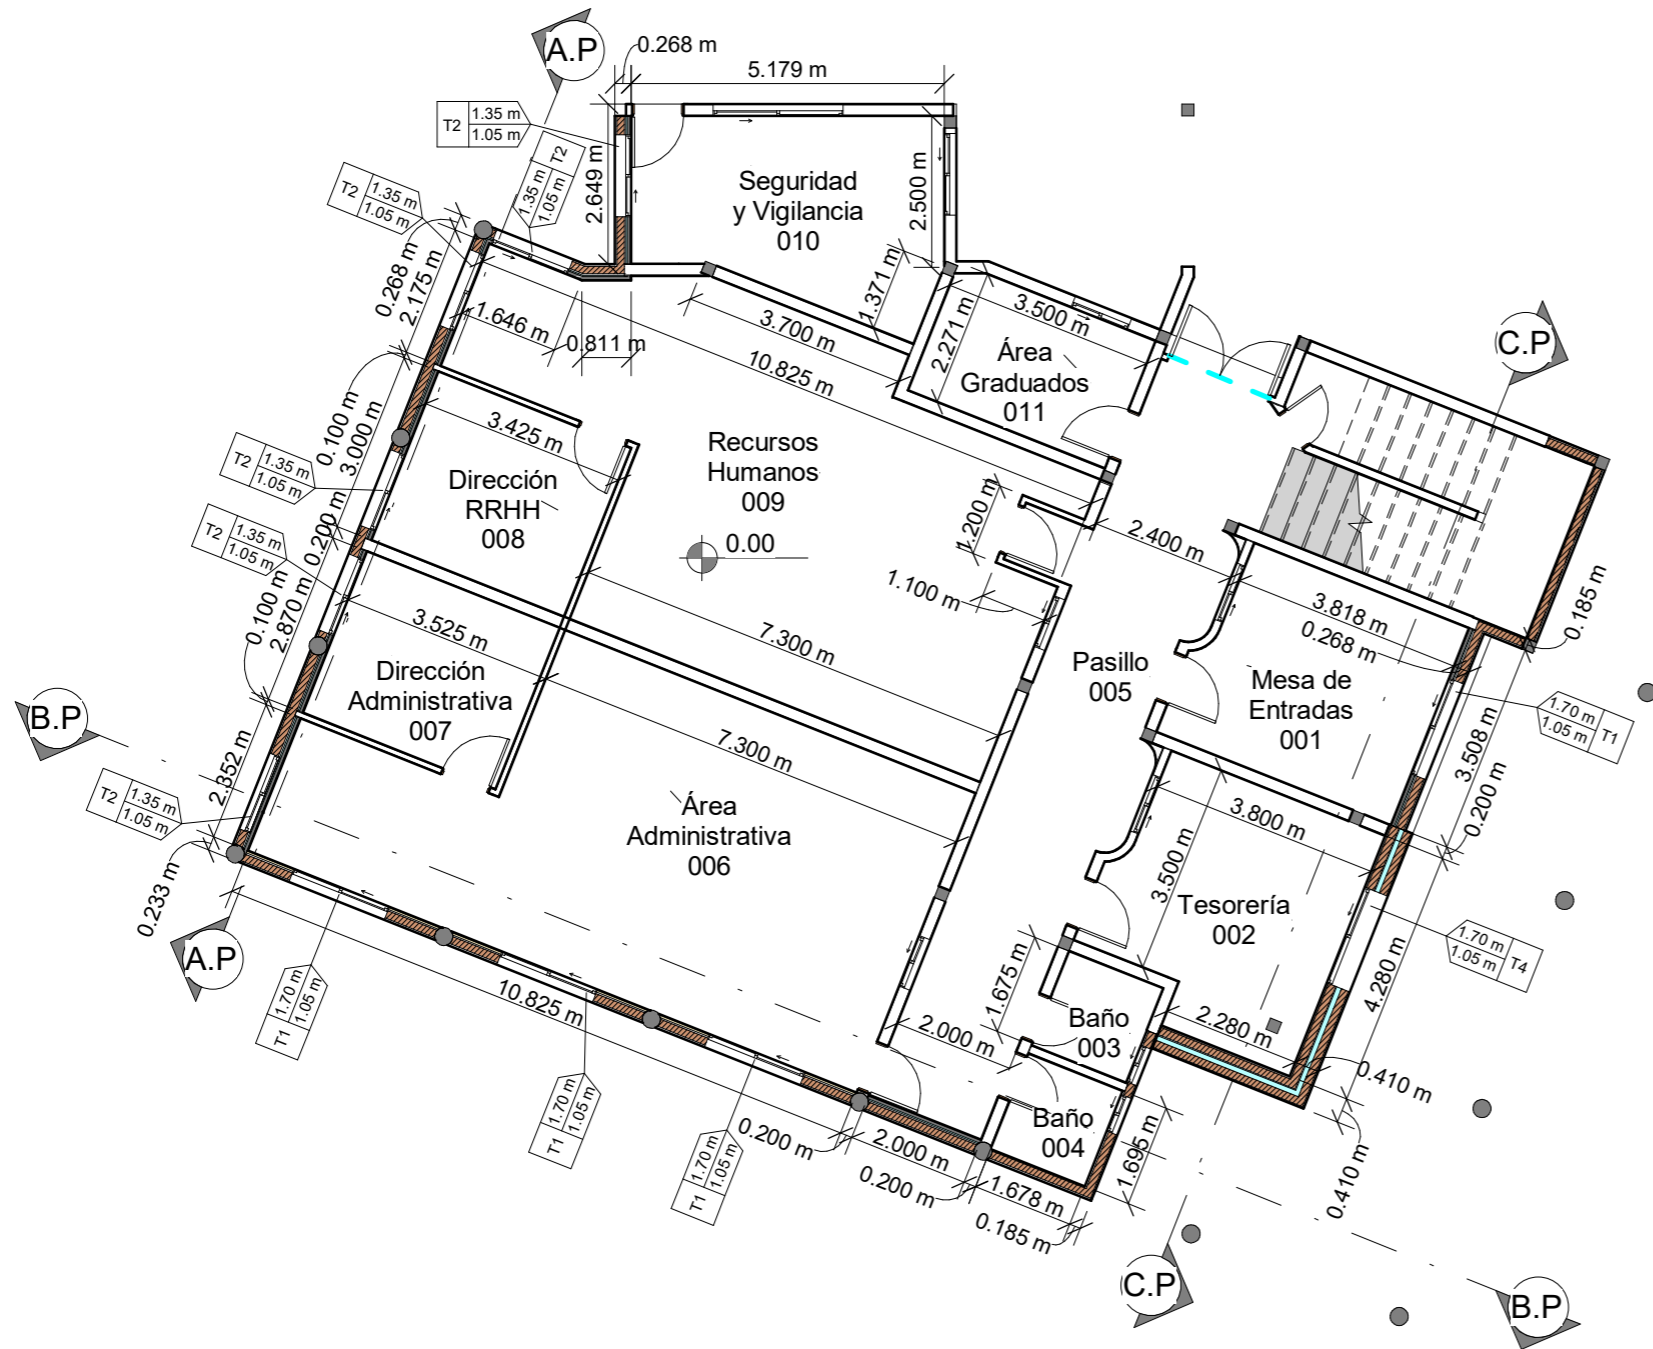 A.P
0.268 m
5.179 m
T2
1.35 m
1.05 m
T2
1.35 m
1.05 m
T2
1.35 m
1.05 m
2.649 m
Seguridad
y Vigilancia
010
2.500 m
1.371 m
0.268 m
2.175 m
1.646 m
0.811 m
3.700 m
10.825 m
2.271 m
3.500 m
Área
Graduados
011
C.P
0.100 m
3.000 m
3.425 m
Recursos
Humanos
009
Dirección
RRHH
008
T2
1.35 m
1.05 m
0.200 m
T2
1.35 m
1.05 m
0.00
1.200 m
2.400 m
1.100 m
3.818 m
0.268 m
0.185 m
0.100 m
2.870 m
3.525 m
7.300 m
Dirección
Administrativa
007
Pasillo
005
Mesa de
Entradas
001
1.70 m
1.05 m
T1
B.P
2.352 m
7.300 m
3.508 m
0.200 m
T2
1.35 m
1.05 m
Área
Administrativa
006
3.800 m
3.500 m
Tesorería
002
0.233 m
A.P
1.70 m
1.05 m
T4
4.280 m
10.825 m
1.675 m
2.000 m
Baño
003
2.280 m
0.410 m
T1
1.70 m
1.05 m
T1
1.70 m
1.05 m
T1
1.70 m
1.05 m
Baño
004
0.200 m
2.000 m
0.200 m
1.678 m
0.185 m
1.695 m
0.410 m
C.P
B.P